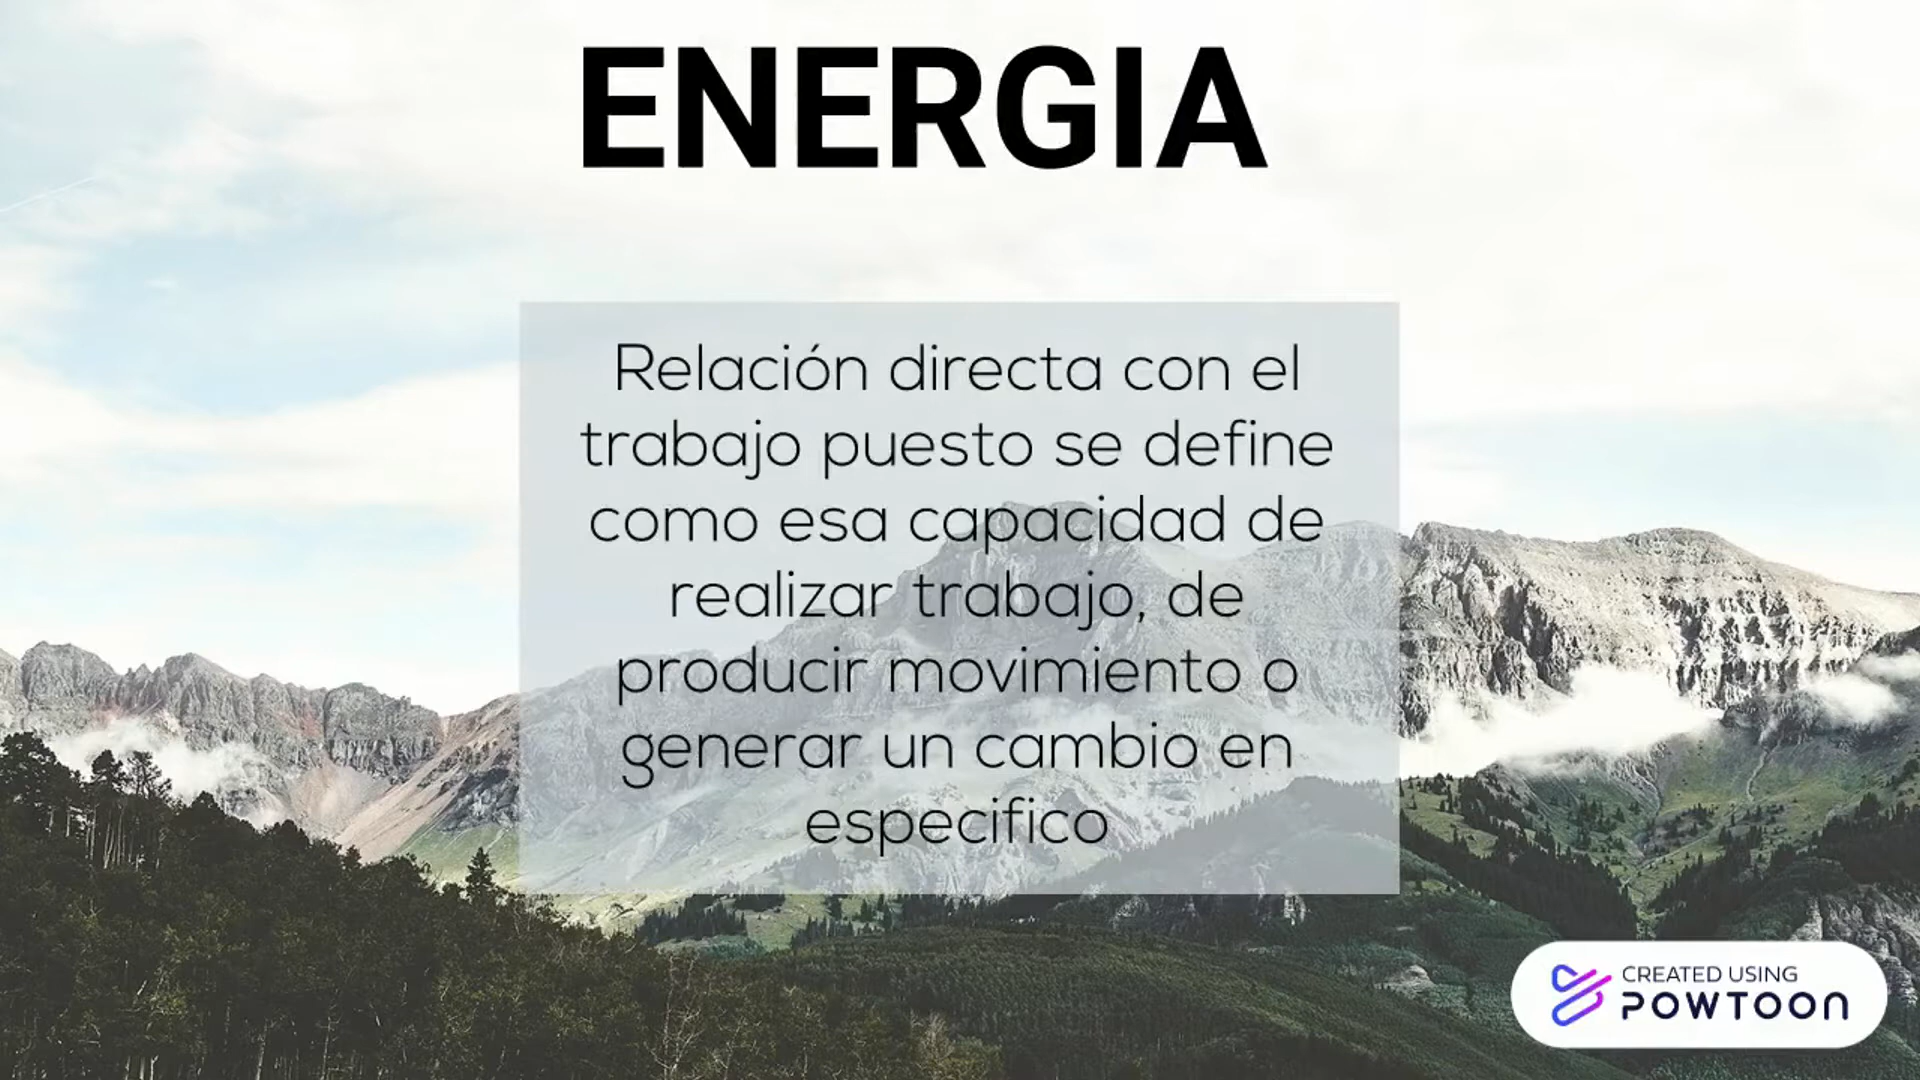 ENERGIA
Relación directa con el
trabajo puesto se define
como esa capacidad de
realizar trabajo, de
producir movimiento o
generar un cambio en
especifico
CREATED USING
POWTOON